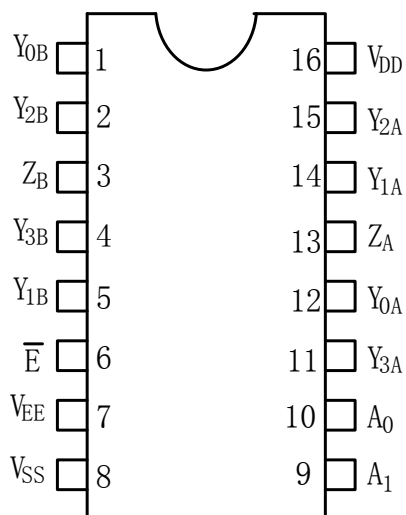 Y0B 1 16 VDD
Y2B 2 15 Y2A
ZB 3 14 Y1A
Y3B 4 13 ZA
Y1B 5 12 Y0A
E̅ 6 11 Y3A
VEE 7 10 A0
VSS 8 9 A1